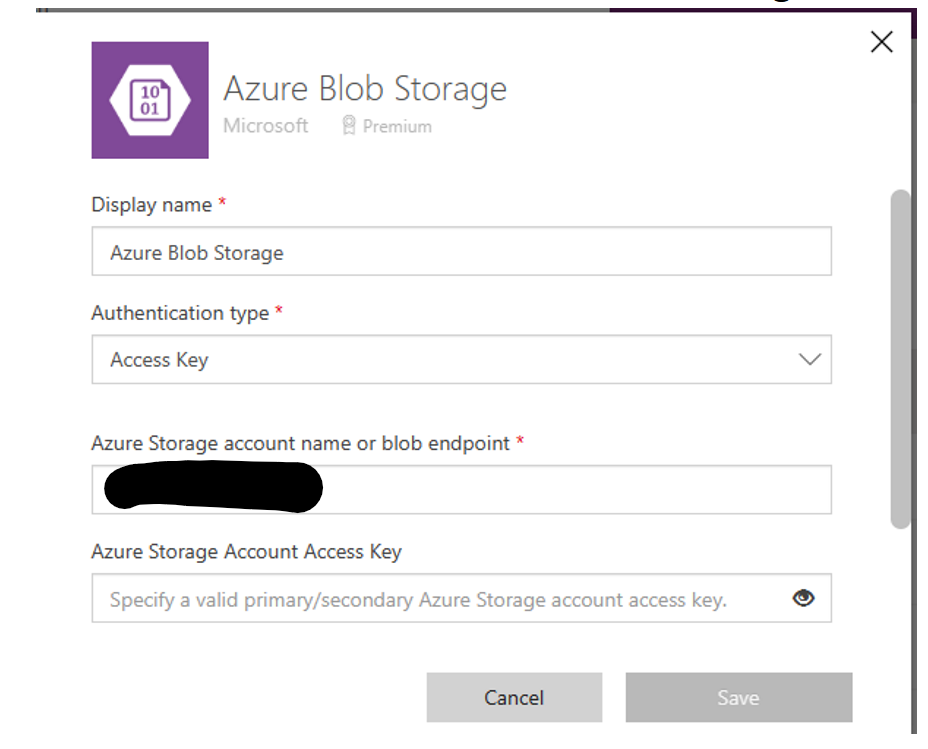 10
01
Azure Blob Storage
Microsoft Premium
Display name *
Azure Blob Storage
Authentication type *
Access Key
Azure Storage account name or blob endpoint *
Azure Storage Account Access Key
Specify a valid primary/secondary Azure Storage account access key.
Cancel Save